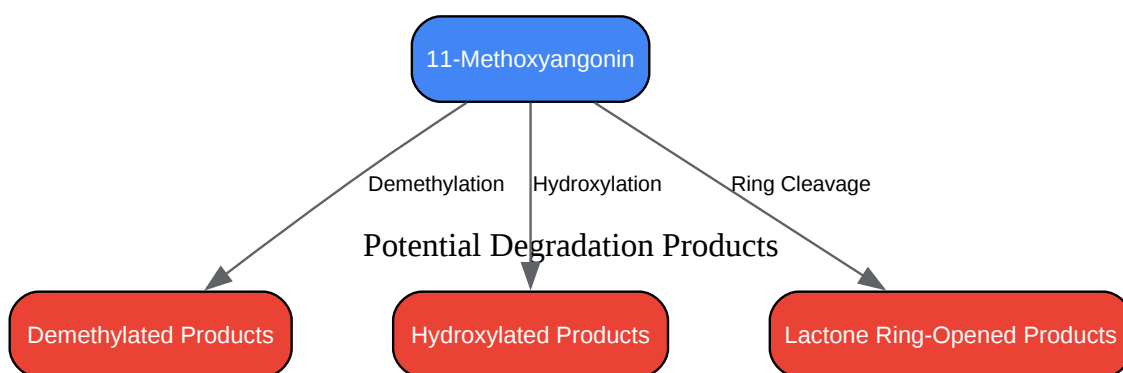 11-Methoxyangonin
Demethylation
Hydroxylation
Ring Cleavage
Potential Degradation Products
Demethylated Products
Hydroxylated Products
Lactone Ring-Opened Products